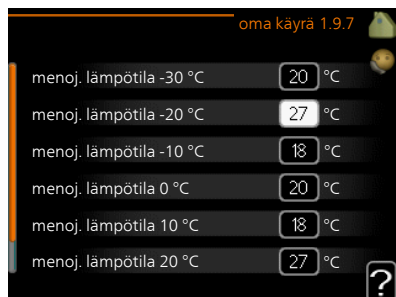 oma käyrä 1.9.7
menoj. lämpötila -30 °C 20 °C
menoj. lämpötila -20 °C 27 °C
menoj. lämpötila -10 °C 18 °C
menoj. lämpötila 0 °C 20 °C
menoj. lämpötila 10 °C 18 °C
menoj. lämpötila 20 °C 27 °C
?